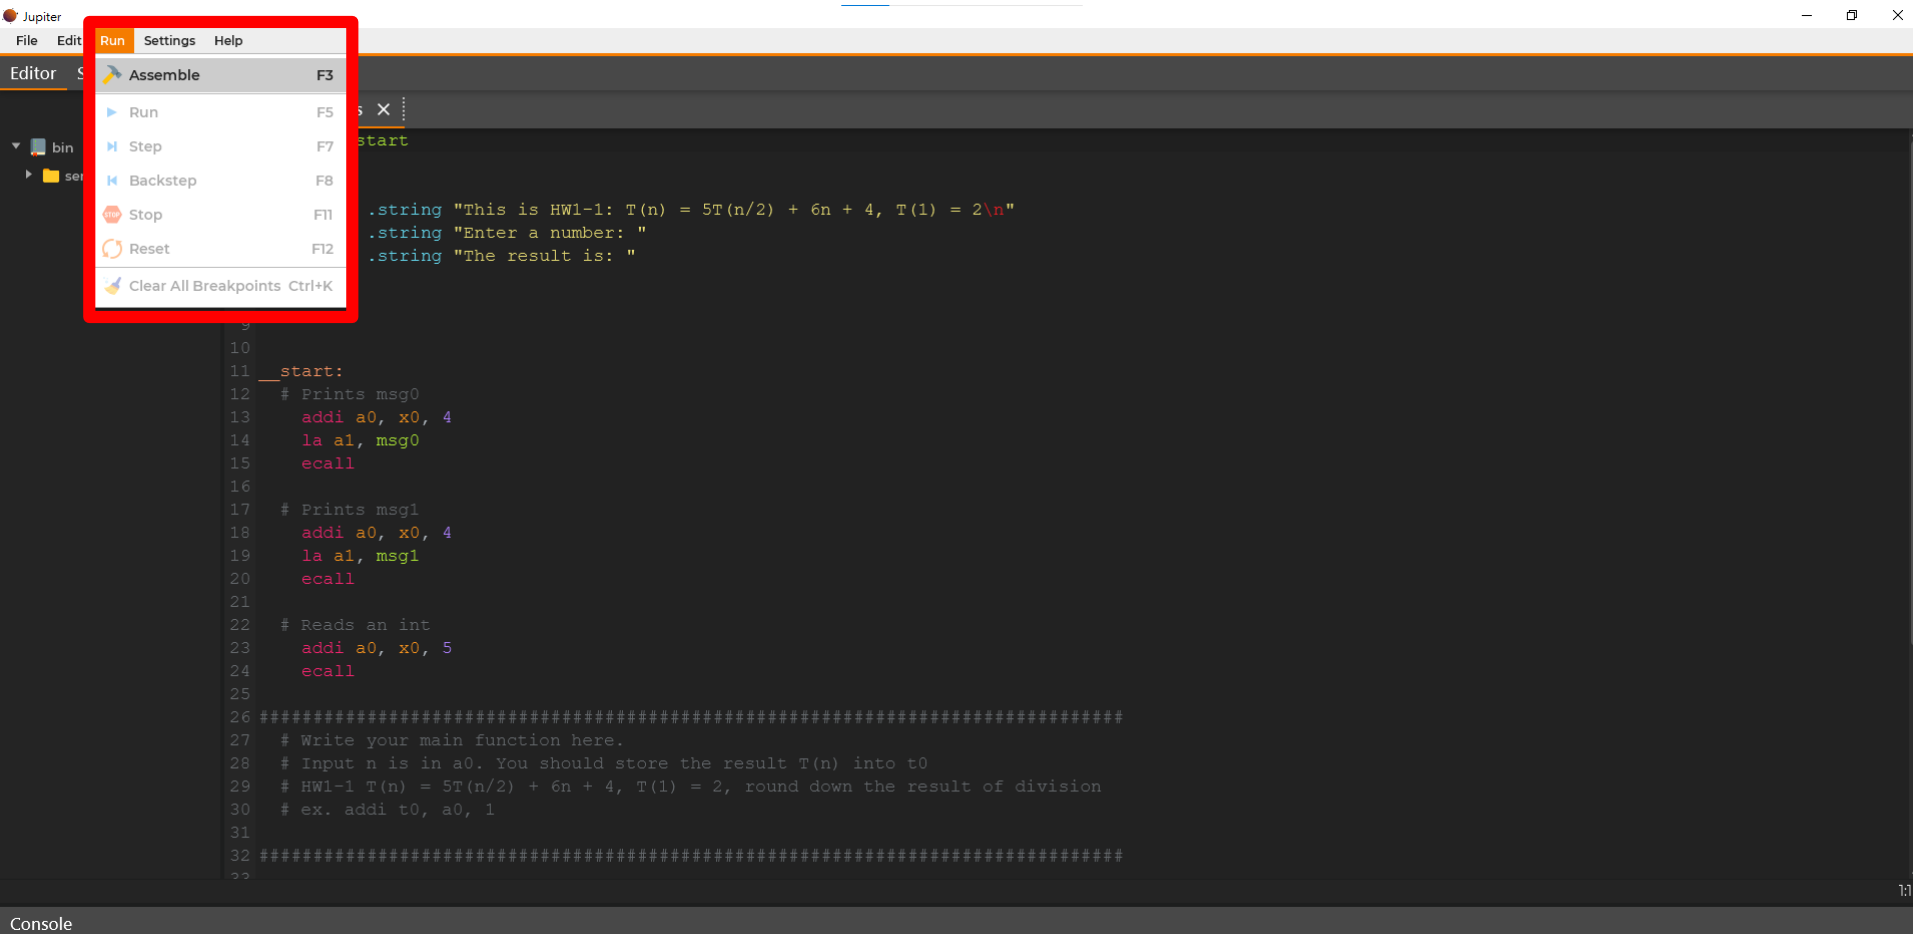 Jupiter
File Edit Run Settings Help
Editor
Assemble F3
Run F5
Step F7
Backstep F8
Stop F11
Reset F12
Clear All Breakpoints Ctrl+K
bin
start
.string "This is HW1-1: T(n) = 5T(n/2) + 6n + 4, T(1) = 2\n"
.string "Enter a number: "
.string "The result is: "
9
10
11 __start:
12 # Prints msg0
13 addi a0, x0, 4
14 la a1, msg0
15 ecall
16
17 # Prints msg1
18 addi a0, x0, 4
19 la a1, msg1
20 ecall
21
22 # Reads an int
23 addi a0, x0, 5
24 ecall
25
26 ################################################################################
27 # Write your main function here.
28 # Input n is in a0. You should store the result T(n) into t0
29 # HW1-1 T(n) = 5T(n/2) + 6n + 4, T(1) = 2, round down the result of division
30 # ex. addi t0, a0, 1
31
32 ################################################################################
33
1:1
Console